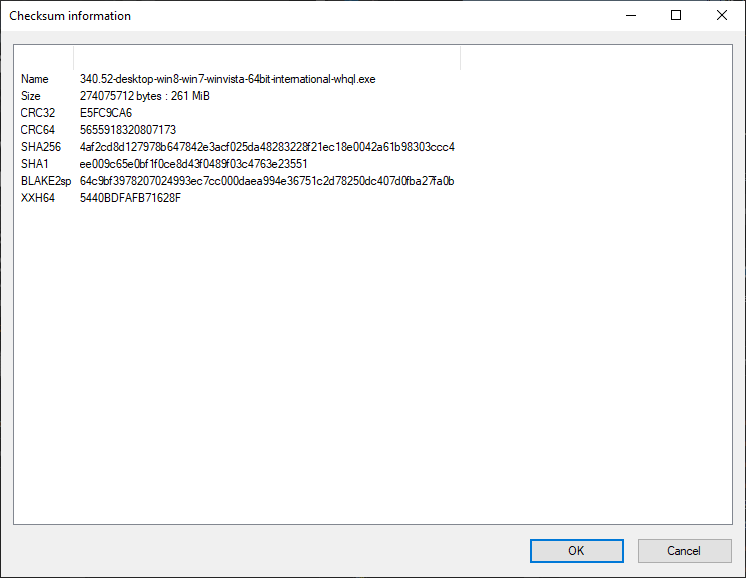 Checksum information
Name 340.52-desktop-win8-win7-winvista-64bit-international-whql.exe
Size 274075712 bytes : 261 MiB
CRC32 E5FC9CA6
CRC64 5655918320807173
SHA256 4af2cd8d127978b647842e3acf025da48283228f21ec18e0042a61b98303ccc4
SHA1 ee009c65e0bf1f0ce8d43f0489f03c4763e23551
BLAKE2sp 64c9bf3978207024993ec7cc000daea994e36751c2d78250dc407d0fba27fa0b
XXH64 5440BDFAFB71628F
OK Cancel